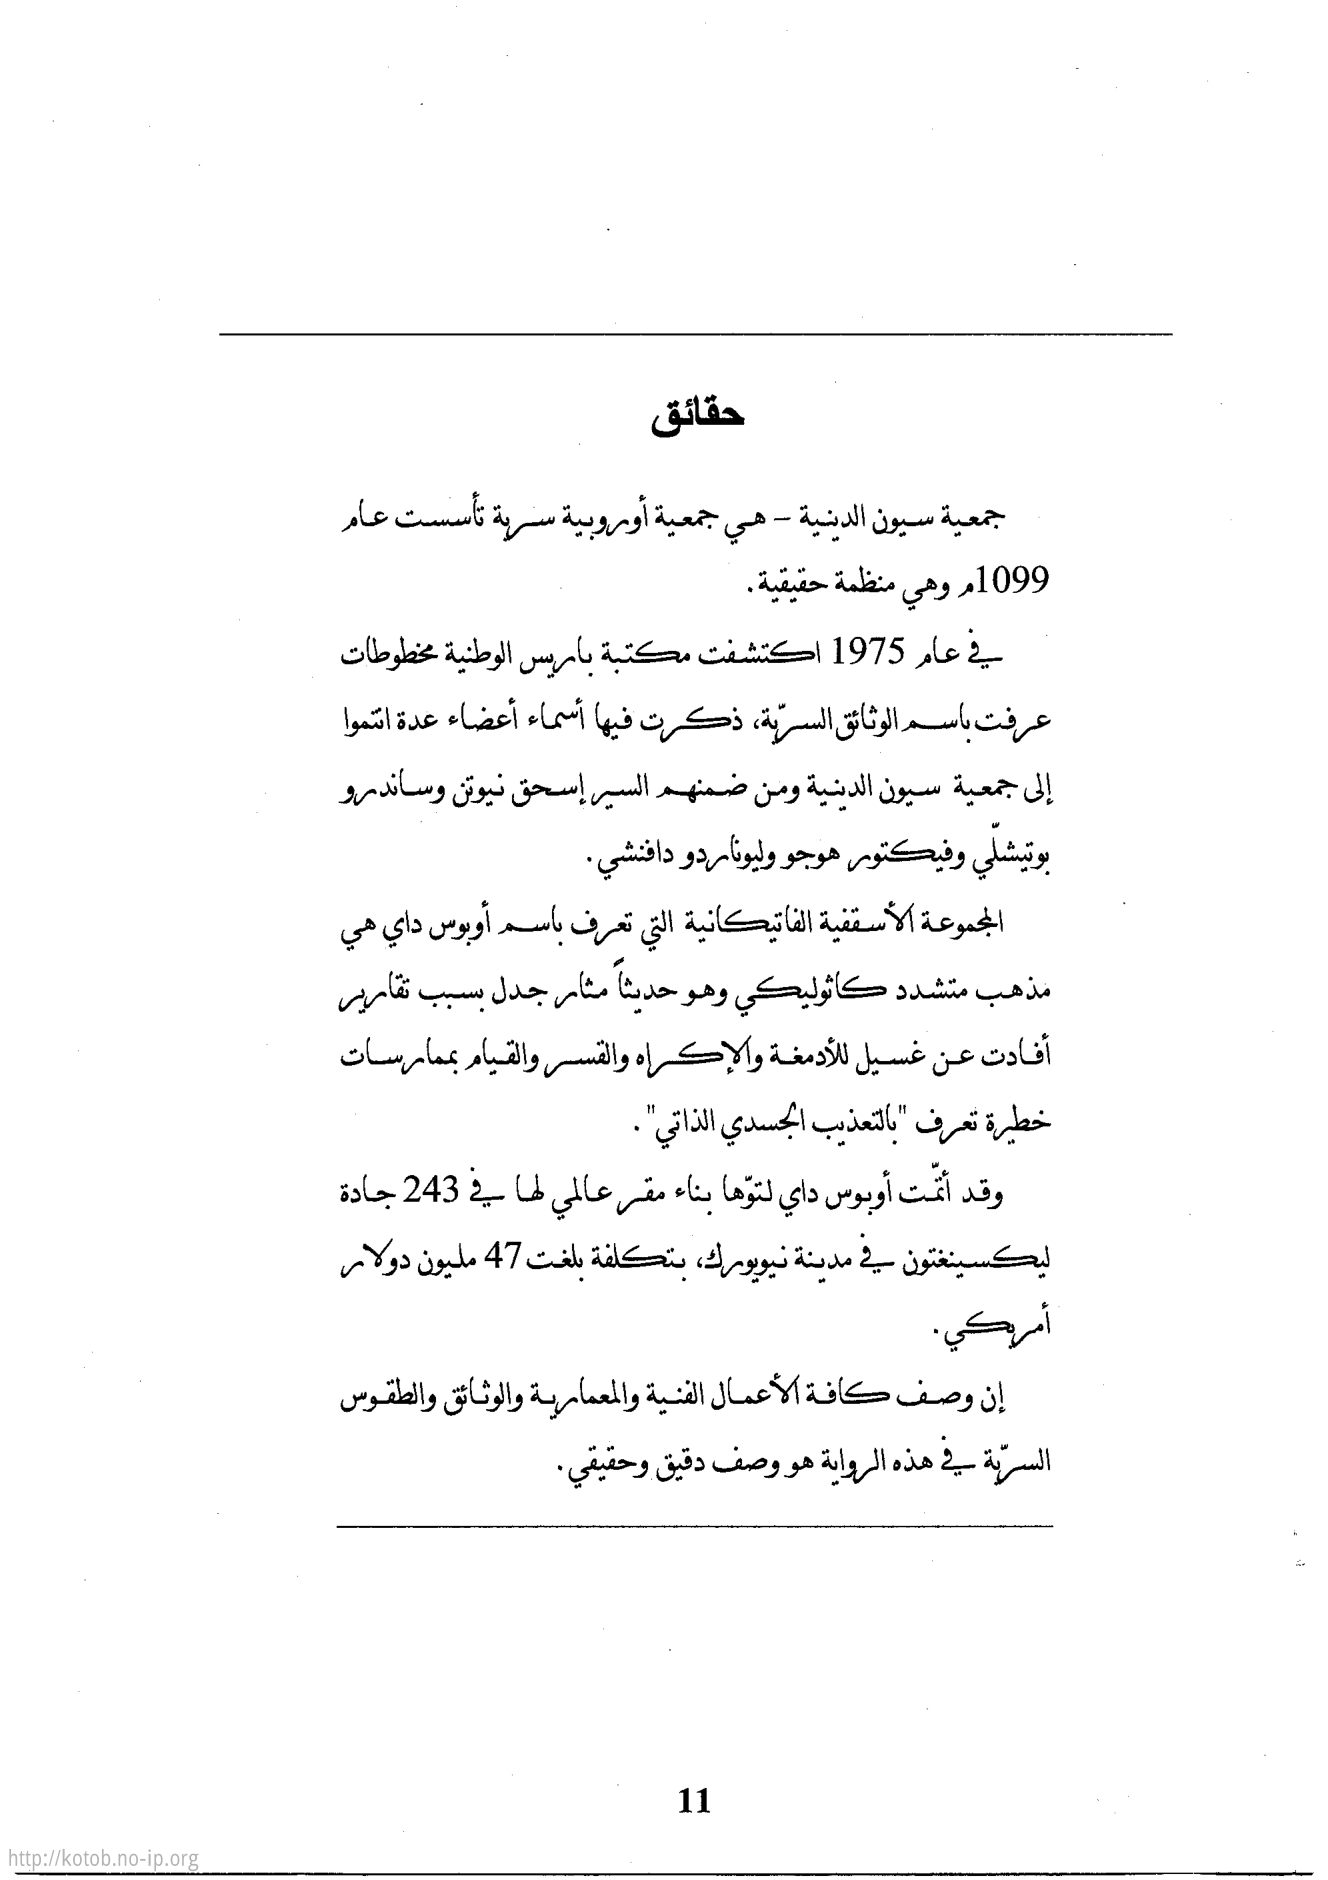 حقائق
جمعية سيون الدينية – هي جمعية أوروبية سرية تأسست عام
1099م وهي منظمة حقيقية.
في عام 1975 اكتشفت مكتبة باريس الوطنية مخطوطات
عرفت باسم الوثائق السريّة، ذكرت فيها أسماء أعضاء عدة انتموا
إلى جمعية سيون الدينية ومن ضمنهم السير إسحق نيوتن وساندرو
بوتيشلّي وفيكتور هوجو وليوناردو دافنشي.
المجموعة الأسقفية الفاتيكانية التي تعرف باسم أوبوس داي هي
مذهب متشدد كاثوليكي وهو حديثاً مثار جدل بسبب تقارير
أفادت عن غسيل للأدمغة والإكراه والقسر والقيام بممارسات
خطيرة تعرف "بالتعذيب الجسدي الذاتي".
وقد أتمّت أوبوس داي لتوّها بناء مقر عالمي لها في 243 جادة
ليكسينغتون في مدينة نيويورك، بتكلفة بلغت 47 مليون دولار
أمريكي.
إن وصف كافة الأعمال الفنية والمعمارية والوثائق والطقوس
السريّة في هذه الرواية هو وصف دقيق وحقيقي.
11
http://kotob.no-ip.org